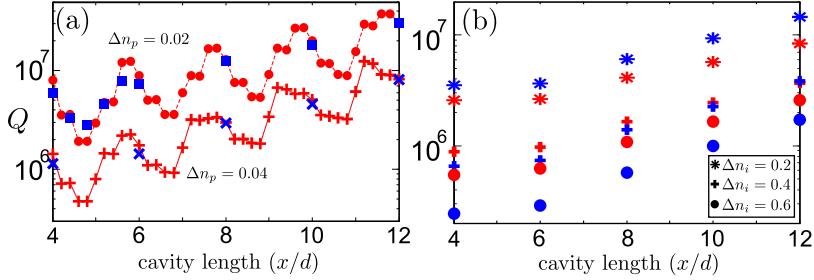 (a)
Δn_p = 0.02
10^7
Q
10^6
Δn_p = 0.04
4 6 8 10 12
cavity length (x/d)
(b)
10^7
10^6
Δn_i = 0.2
Δn_i = 0.4
Δn_i = 0.6
4 6 8 10 12
cavity length (x/d)